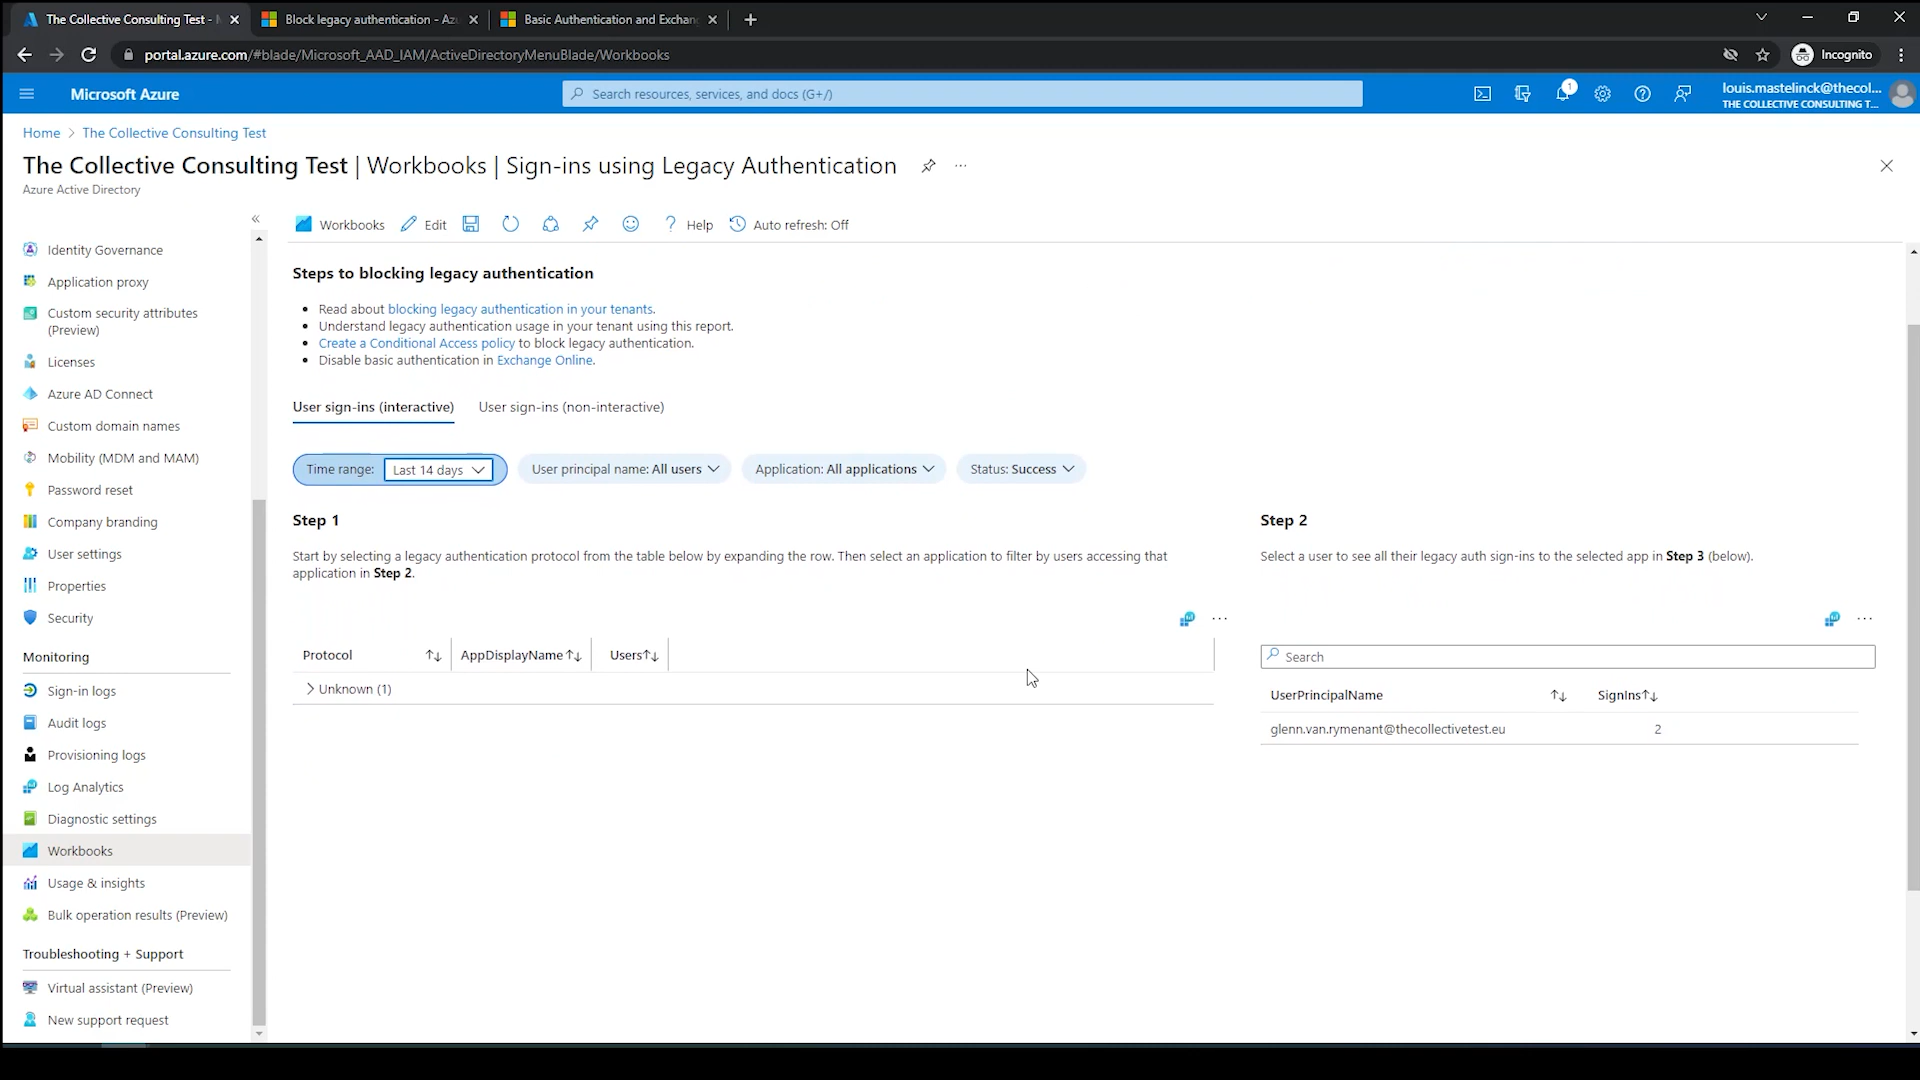 The Collective Consulting Test -
Block legacy authentication - Az
Basic Authentication and Exchan
portal.azure.com/#blade/Microsoft_AAD_IAM/ActiveDirectoryMenuBlade/Workbooks
Incognito
Microsoft Azure
Search resources, services, and docs (G+/)
1
louis.mastelinck@thecol...
THE COLLECTIVE CONSULTING T...
Home > The Collective Consulting Test
The Collective Consulting Test | Workbooks | Sign-ins using Legacy Authentication ...
Azure Active Directory
Identity Governance
Application proxy
Custom security attributes
(Preview)
Licenses
Azure AD Connect
Custom domain names
Mobility (MDM and MAM)
Password reset
Company branding
User settings
Properties
Security
Monitoring
Sign-in logs
Audit logs
Provisioning logs
Log Analytics
Diagnostic settings
Workbooks
Usage & insights
Bulk operation results (Preview)
Troubleshooting + Support
Virtual assistant (Preview)
New support request
Workbooks Edit ? Help Auto refresh: Off
Steps to blocking legacy authentication
• Read about blocking legacy authentication in your tenants.
• Understand legacy authentication usage in your tenant using this report.
• Create a Conditional Access policy to block legacy authentication.
• Disable basic authentication in Exchange Online.
User sign-ins (interactive) User sign-ins (non-interactive)
Time range: Last 14 days User principal name: All users Application: All applications Status: Success
Step 1
Start by selecting a legacy authentication protocol from the table below by expanding the row. Then select an application to filter by users accessing that
application in Step 2.
...
Protocol ↑↓ AppDisplayName↑↓ Users↑↓
Unknown (1)
Step 2
Select a user to see all their legacy auth sign-ins to the selected app in Step 3 (below).
...
Search
UserPrincipalName ↑↓ SignIns↑↓
glenn.van.rymenant@thecollectivetest.eu 2